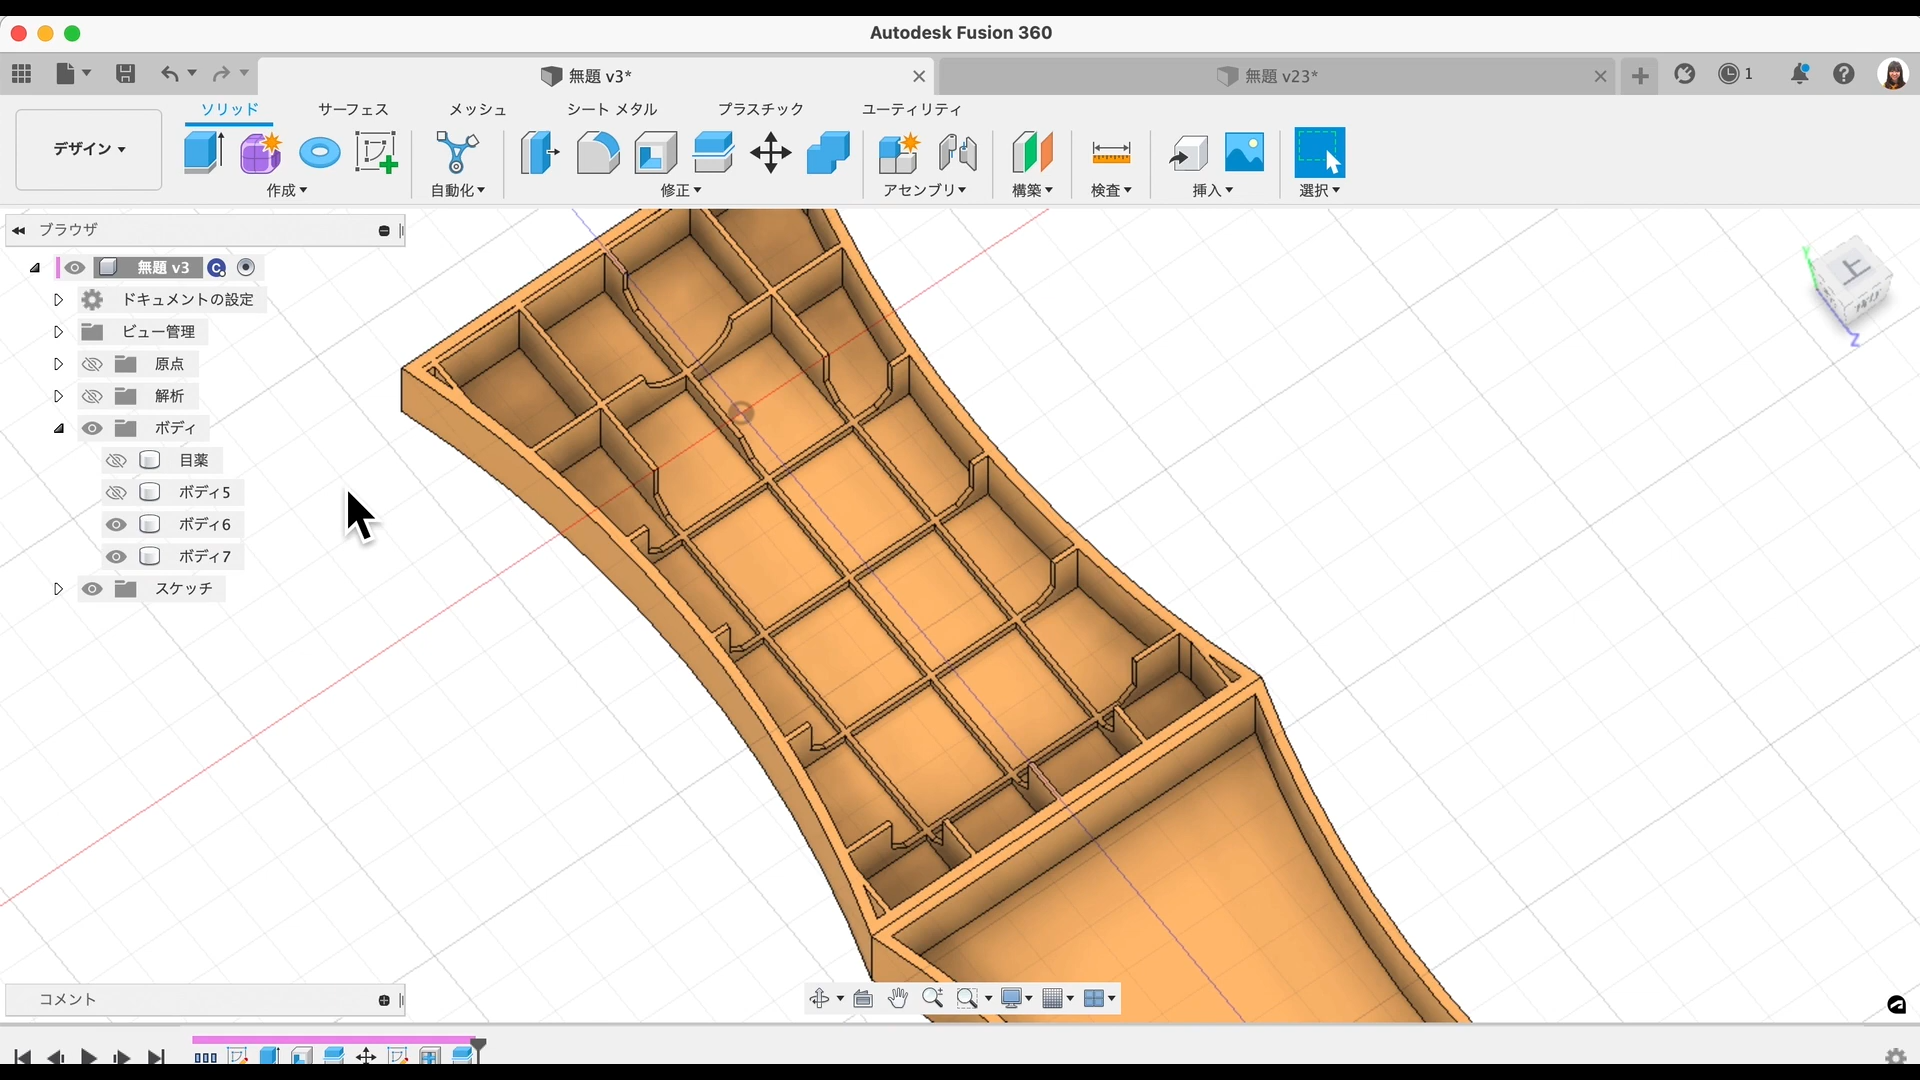 Autodesk Fusion 360
無題 v3*
無題 v23*
1
デザイン
ソリッド
サーフェス
メッシュ
シート メタル
プラスチック
ユーティリティ
作成
自動化
修正
アセンブリ
構築
検査
挿入
選択
ブラウザ
無題 v3
ドキュメントの設定
ビュー管理
原点
解析
ボディ
目薬
ボディ5
ボディ6
ボディ7
スケッチ
コメント
上
Y
Z